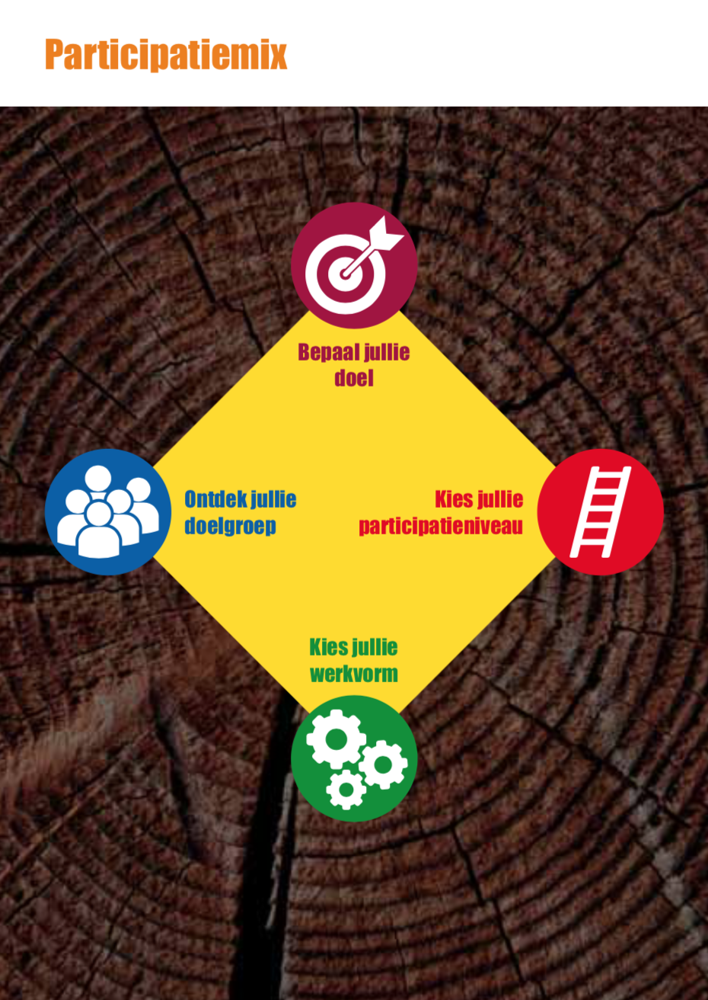 Participatiemix
Bepaal jullie
doel
Ontdek jullie
doelgroep
Kies jullie
participatieniveau
Kies jullie
werkvorm